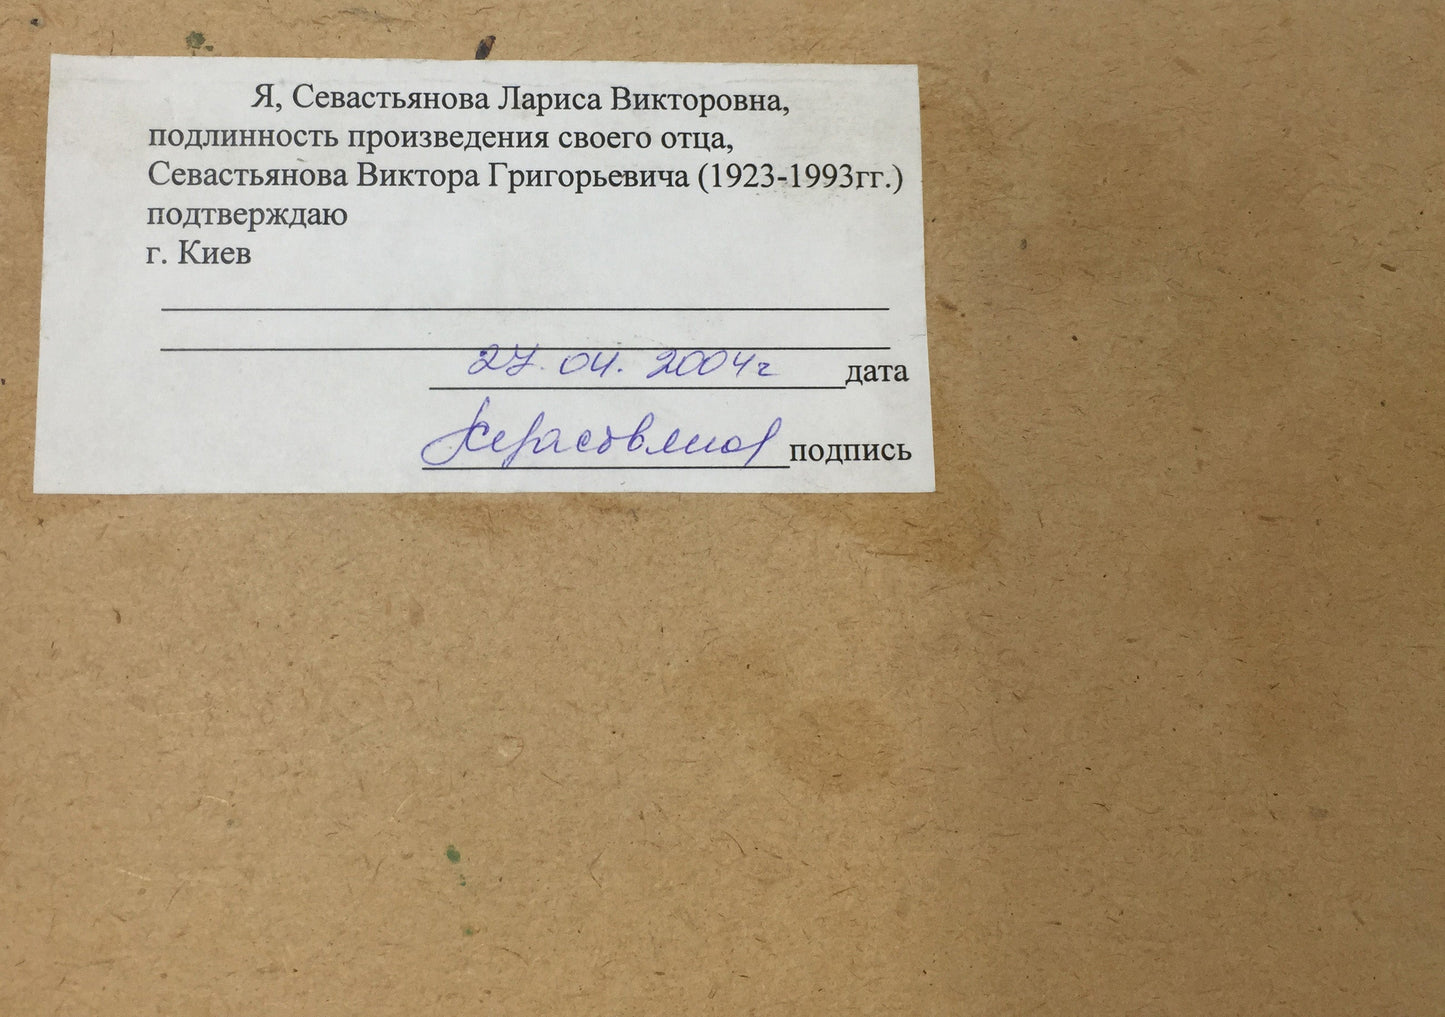 Я, Севастьянова Лариса Викторовна,
подлинность произведения своего отца,
Севастьянова Виктора Григорьевича (1923-1993гг.)
подтверждаю
г. Киев
27.04.2004г дата
подпись